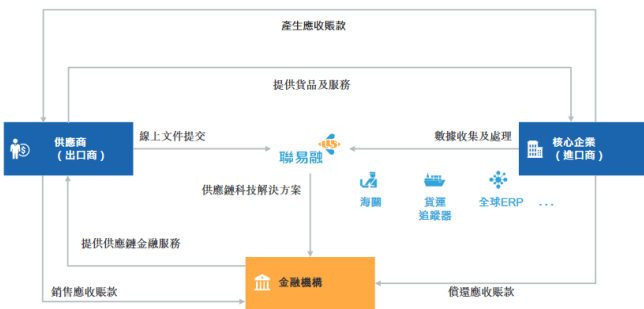 產生應收賬款
提供貨品及服務
供應商
（出口商）
線上文件提交
聯易融
數據收集及處理
核心企業
（進口商）
供應鏈科技解決方案
海關
貨運
追蹤器
全球ERP
...
提供供應鏈金融服務
金融機構
銷售應收賬款
償還應收賬款